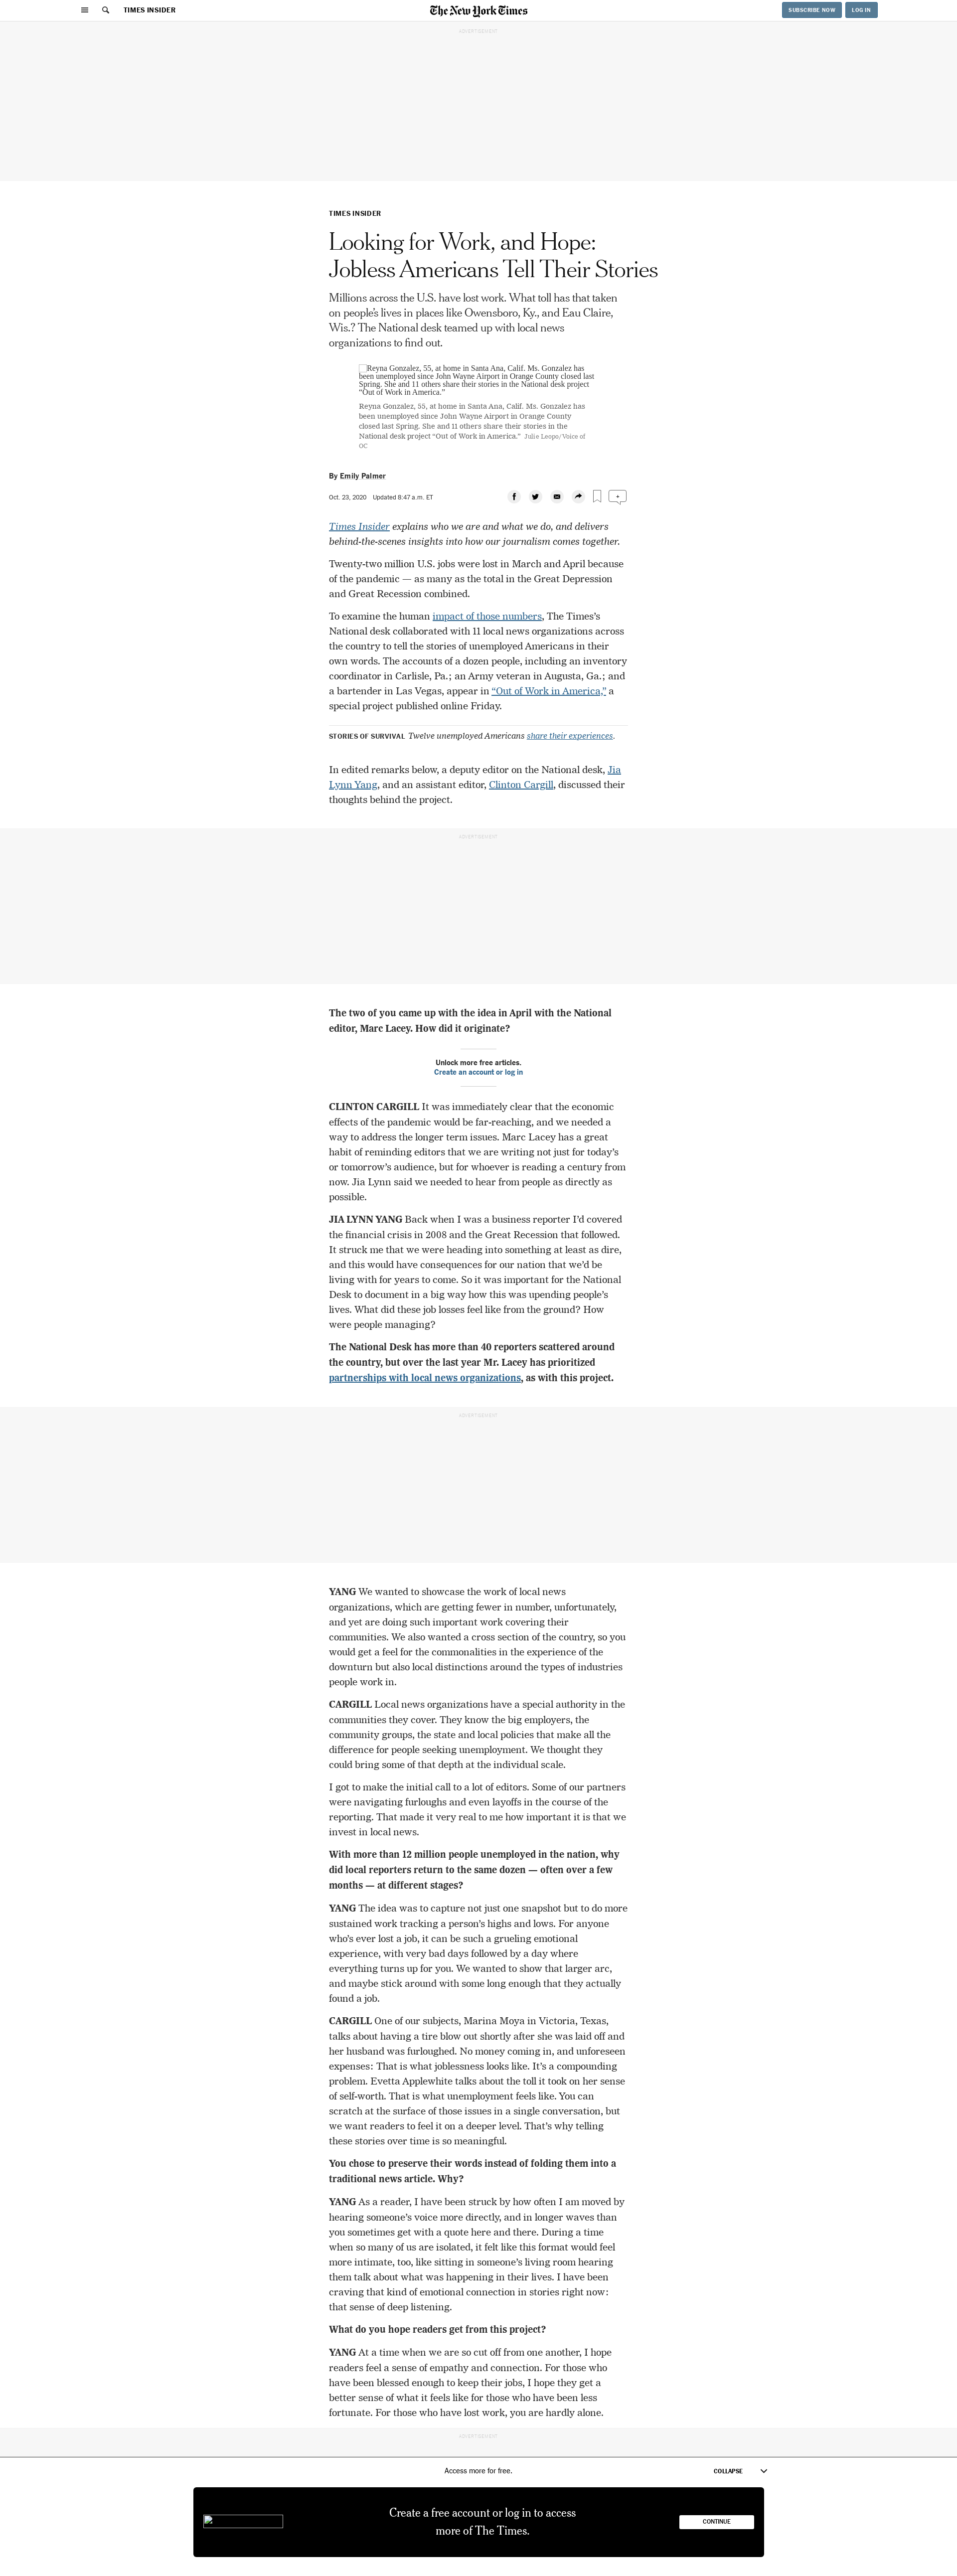 TIMES INSIDER
The New York Times
SUBSCRIBE NOW
LOG IN
ADVERTISEMENT
TIMES INSIDER
Looking for Work, and Hope:
Jobless Americans Tell Their Stories
Millions across the U.S. have lost work. What toll has that taken
on people’s lives in places like Owensboro, Ky., and Eau Claire,
Wis.? The National desk teamed up with local news
organizations to find out.
Reyna Gonzalez, 55, at home in Santa Ana, Calif. Ms. Gonzalez has
been unemployed since John Wayne Airport in Orange County closed last
Spring. She and 11 others share their stories in the National desk project
“Out of Work in America.”
Reyna Gonzalez, 55, at home in Santa Ana, Calif. Ms. Gonzalez has
been unemployed since John Wayne Airport in Orange County
closed last Spring. She and 11 others share their stories in the
National desk project “Out of Work in America.” Julie Leopo/Voice of
OC
By Emily Palmer
Oct. 23, 2020 Updated 8:47 a.m. ET
Times Insider explains who we are and what we do, and delivers
behind-the-scenes insights into how our journalism comes together.
Twenty-two million U.S. jobs were lost in March and April because
of the pandemic — as many as the total in the Great Depression
and Great Recession combined.
To examine the human impact of those numbers, The Times’s
National desk collaborated with 11 local news organizations across
the country to tell the stories of unemployed Americans in their
own words. The accounts of a dozen people, including an inventory
coordinator in Carlisle, Pa.; an Army veteran in Augusta, Ga.; and
a bartender in Las Vegas, appear in “Out of Work in America,” a
special project published online Friday.
STORIES OF SURVIVAL Twelve unemployed Americans share their experiences.
In edited remarks below, a deputy editor on the National desk, Jia
Lynn Yang, and an assistant editor, Clinton Cargill, discussed their
thoughts behind the project.
ADVERTISEMENT
The two of you came up with the idea in April with the National
editor, Marc Lacey. How did it originate?
Unlock more free articles.
Create an account or log in
CLINTON CARGILL It was immediately clear that the economic
effects of the pandemic would be far-reaching, and we needed a
way to address the longer term issues. Marc Lacey has a great
habit of reminding editors that we are writing not just for today’s
or tomorrow’s audience, but for whoever is reading a century from
now. Jia Lynn said we needed to hear from people as directly as
possible.
JIA LYNN YANG Back when I was a business reporter I’d covered
the financial crisis in 2008 and the Great Recession that followed.
It struck me that we were heading into something at least as dire,
and this would have consequences for our nation that we’d be
living with for years to come. So it was important for the National
Desk to document in a big way how this was upending people’s
lives. What did these job losses feel like from the ground? How
were people managing?
The National Desk has more than 40 reporters scattered around
the country, but over the last year Mr. Lacey has prioritized
partnerships with local news organizations, as with this project.
ADVERTISEMENT
YANG We wanted to showcase the work of local news
organizations, which are getting fewer in number, unfortunately,
and yet are doing such important work covering their
communities. We also wanted a cross section of the country, so you
would get a feel for the commonalities in the experience of the
downturn but also local distinctions around the types of industries
people work in.
CARGILL Local news organizations have a special authority in the
communities they cover. They know the big employers, the
community groups, the state and local policies that make all the
difference for people seeking unemployment. We thought they
could bring some of that depth at the individual scale.
I got to make the initial call to a lot of editors. Some of our partners
were navigating furloughs and even layoffs in the course of the
reporting. That made it very real to me how important it is that we
invest in local news.
With more than 12 million people unemployed in the nation, why
did local reporters return to the same dozen — often over a few
months — at different stages?
YANG The idea was to capture not just one snapshot but to do more
sustained work tracking a person’s highs and lows. For anyone
who’s ever lost a job, it can be such a grueling emotional
experience, with very bad days followed by a day where
everything turns up for you. We wanted to show that larger arc,
and maybe stick around with some long enough that they actually
found a job.
CARGILL One of our subjects, Marina Moya in Victoria, Texas,
talks about having a tire blow out shortly after she was laid off and
her husband was furloughed. No money coming in, and unforeseen
expenses: That is what joblessness looks like. It’s a compounding
problem. Evetta Applewhite talks about the toll it took on her sense
of self-worth. That is what unemployment feels like. You can
scratch at the surface of those issues in a single conversation, but
we want readers to feel it on a deeper level. That’s why telling
these stories over time is so meaningful.
You chose to preserve their words instead of folding them into a
traditional news article. Why?
YANG As a reader, I have been struck by how often I am moved by
hearing someone’s voice more directly, and in longer waves than
you sometimes get with a quote here and there. During a time
when so many of us are isolated, it felt like this format would feel
more intimate, too, like sitting in someone’s living room hearing
them talk about what was happening in their lives. I have been
craving that kind of emotional connection in stories right now:
that sense of deep listening.
What do you hope readers get from this project?
YANG At a time when we are so cut off from one another, I hope
readers feel a sense of empathy and connection. For those who
have been blessed enough to keep their jobs, I hope they get a
better sense of what it feels like for those who have been less
fortunate. For those who have lost work, you are hardly alone.
ADVERTISEMENT
Access more for free.
COLLAPSE
Create a free account or log in to access
more of The Times.
CONTINUE